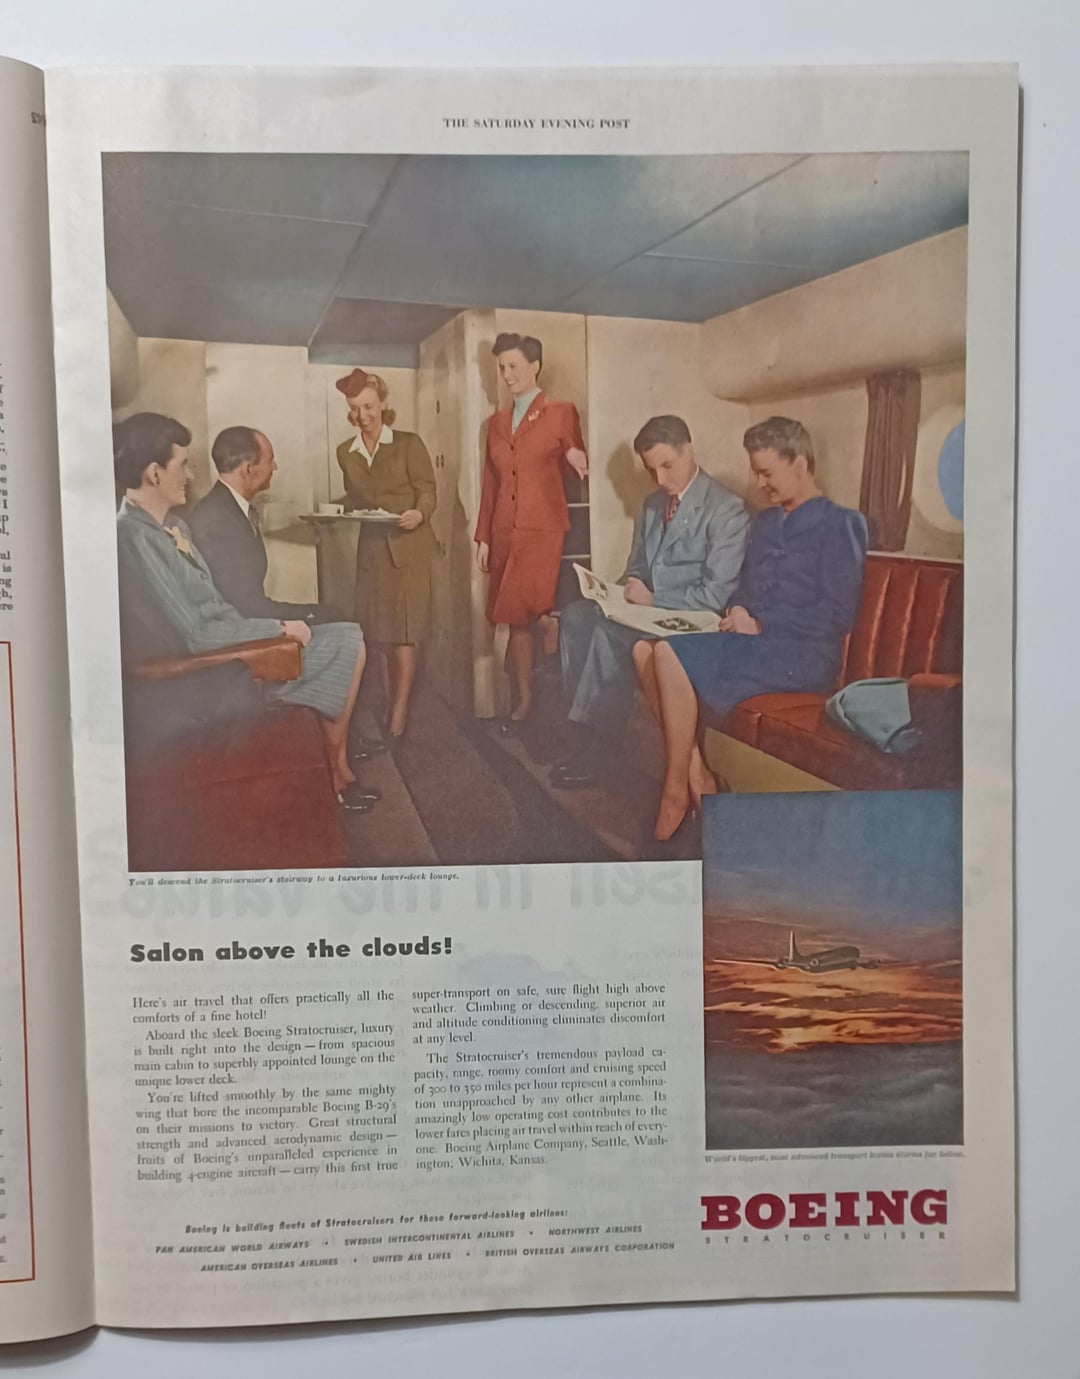 THE SATURDAY EVENING POST
You'll descend the Stratocruiser's stairway to a luxurious lower-deck lounge.
Salon above the clouds!
Here's air travel that offers practically all the
comforts of a fine hotel!
Aboard the sleek Boeing Stratocruiser, luxury
is built right into the design — from spacious
main cabin to superbly appointed lounge on the
unique lower deck.
You're lifted smoothly by the same mighty
wing that bore the incomparable Boeing B-29's
on their missions to victory. Great structural
strength and advanced aerodynamic design —
fruits of Boeing's unparalleled experience in
building 4-engine aircraft — carry this first true
super-transport on safe, sure flight high above
weather. Climbing or descending, superior air
and altitude conditioning eliminates discomfort
at any level.
The Stratocruiser's tremendous payload ca-
pacity, range, roomy comfort and cruising speed
of 300 to 350 miles per hour represent a combina-
tion unapproached by any other airplane. Its
amazingly low operating cost contributes to the
lower fares placing air travel within reach of every-
one. Boeing Airplane Company, Seattle, Wash-
ington; Wichita, Kansas.
World's biggest, most advanced transport leaves storms far below.
Boeing is building fleets of Stratocruisers for these forward-looking airlines:
PAN AMERICAN WORLD AIRWAYS • SWEDISH INTERCONTINENTAL AIRLINES • NORTHWEST AIRLINES
AMERICAN OVERSEAS AIRLINES • UNITED AIR LINES • BRITISH OVERSEAS AIRWAYS CORPORATION
BOEING
STRATOCRUISER